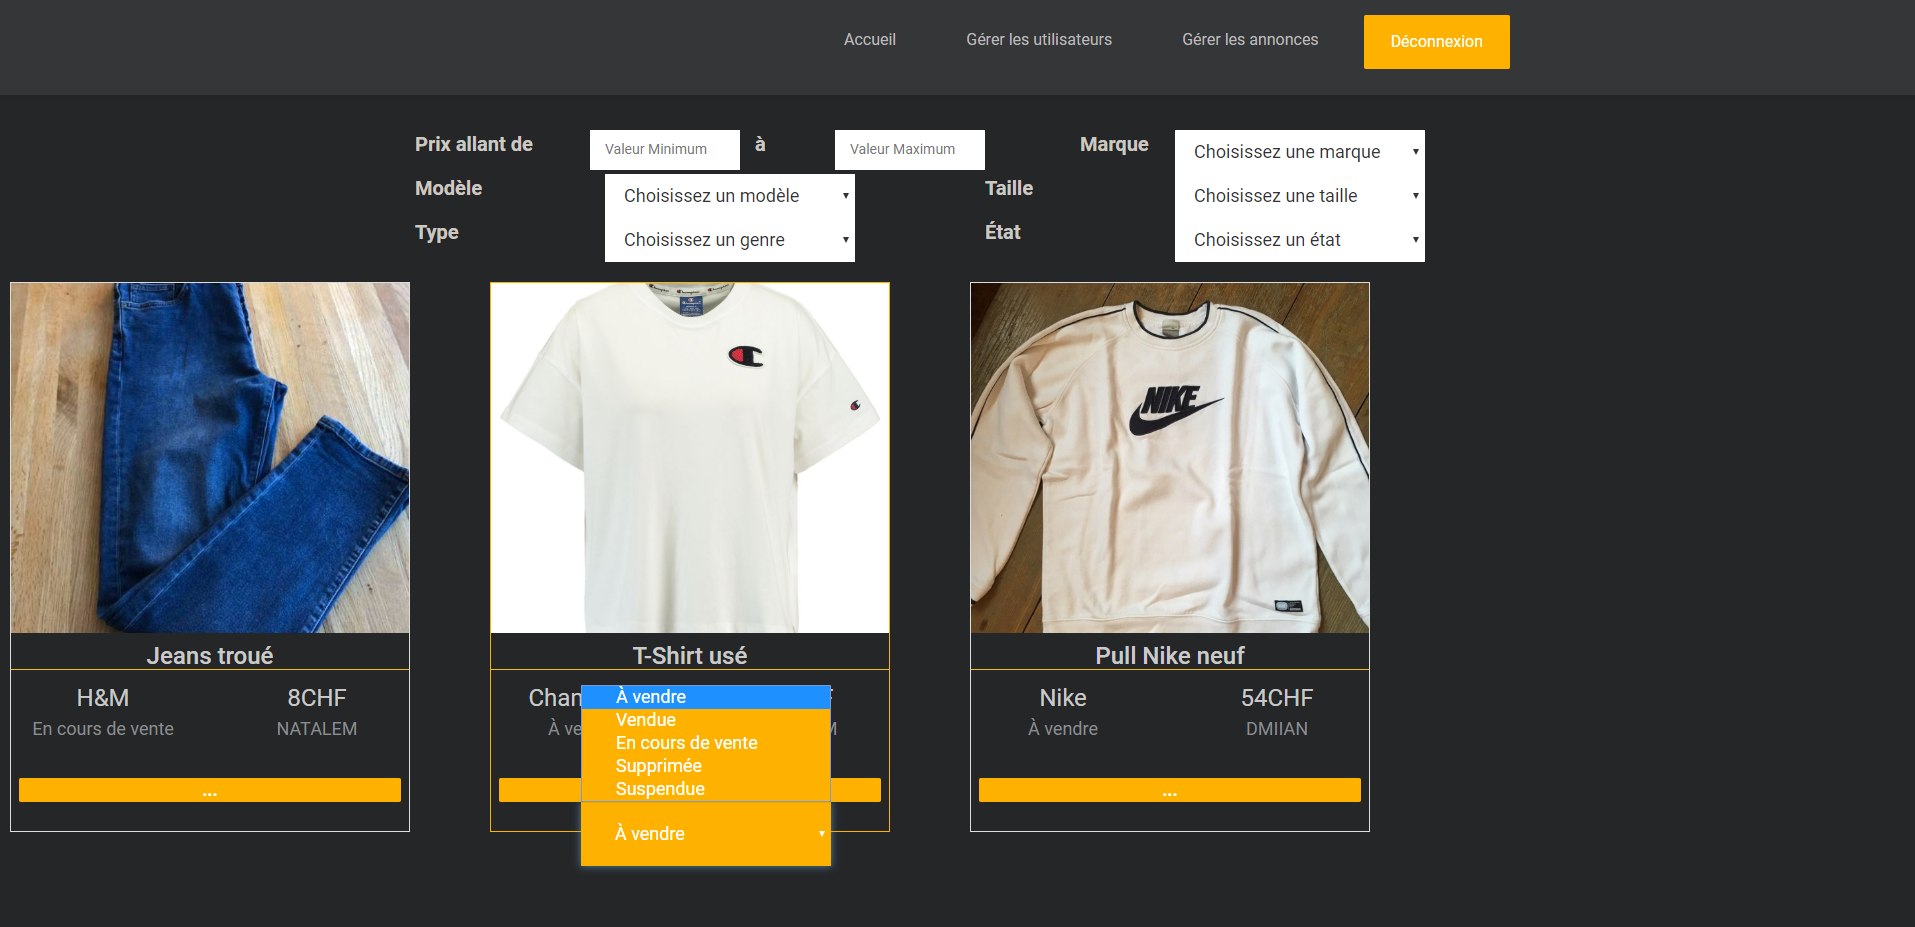 Accueil Gérer les utilisateurs Gérer les annonces Déconnexion
Prix allant de Valeur Minimum à Valeur Maximum Marque Choisissez une marque
Modèle Choisissez un modèle Taille Choisissez une taille
Type Choisissez un genre État Choisissez un état
NIKE
Jeans troué T-Shirt usé Pull Nike neuf
H&M 8CHF Nike 54CHF
En cours de vente NATALEM À vendre DMIIAN
À vendre
Vendue
En cours de vente
Supprimée
Suspendue
... ...
À vendre